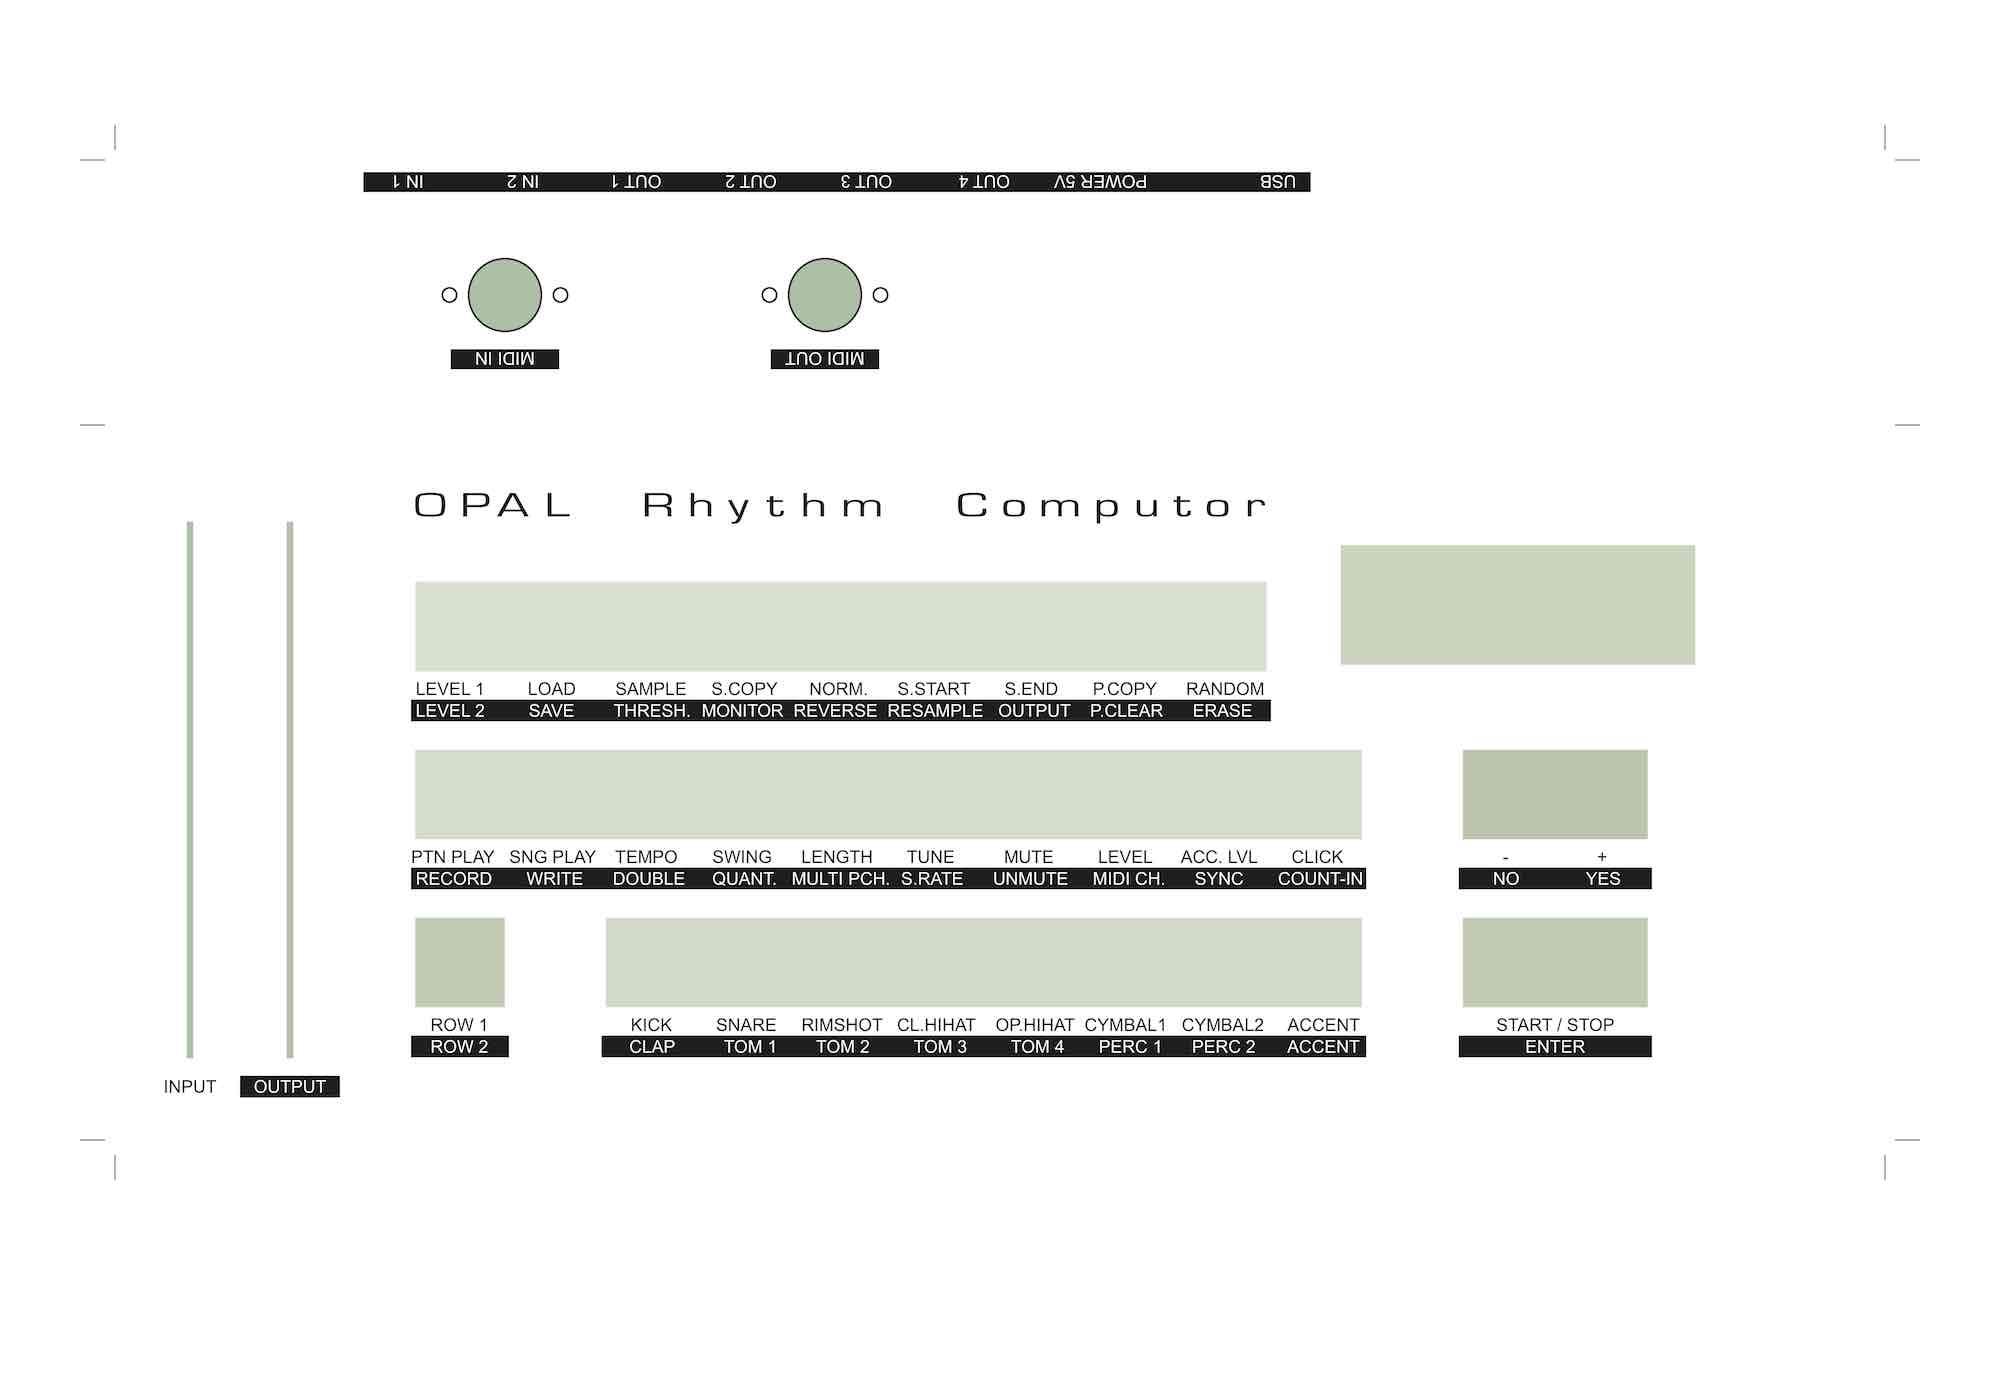 IN 1 IN 2 OUT 1 OUT 2 OUT 3 OUT 4 POWER 5V USB
MIDI IN MIDI OUT
OPAL Rhythm Computor
LEVEL 1 LOAD SAMPLE S.COPY NORM. S.START S.END P.COPY RANDOM
LEVEL 2 SAVE THRESH. MONITOR REVERSE RESAMPLE OUTPUT P.CLEAR ERASE
PTN PLAY SNG PLAY TEMPO SWING LENGTH TUNE MUTE LEVEL ACC. LVL CLICK - +
RECORD WRITE DOUBLE QUANT. MULTI PCH. S.RATE UNMUTE MIDI CH. SYNC COUNT-IN NO YES
ROW 1 KICK SNARE RIMSHOT CL.HIHAT OP.HIHAT CYMBAL1 CYMBAL2 ACCENT START / STOP
ROW 2 CLAP TOM 1 TOM 2 TOM 3 TOM 4 PERC 1 PERC 2 ACCENT ENTER
INPUT OUTPUT